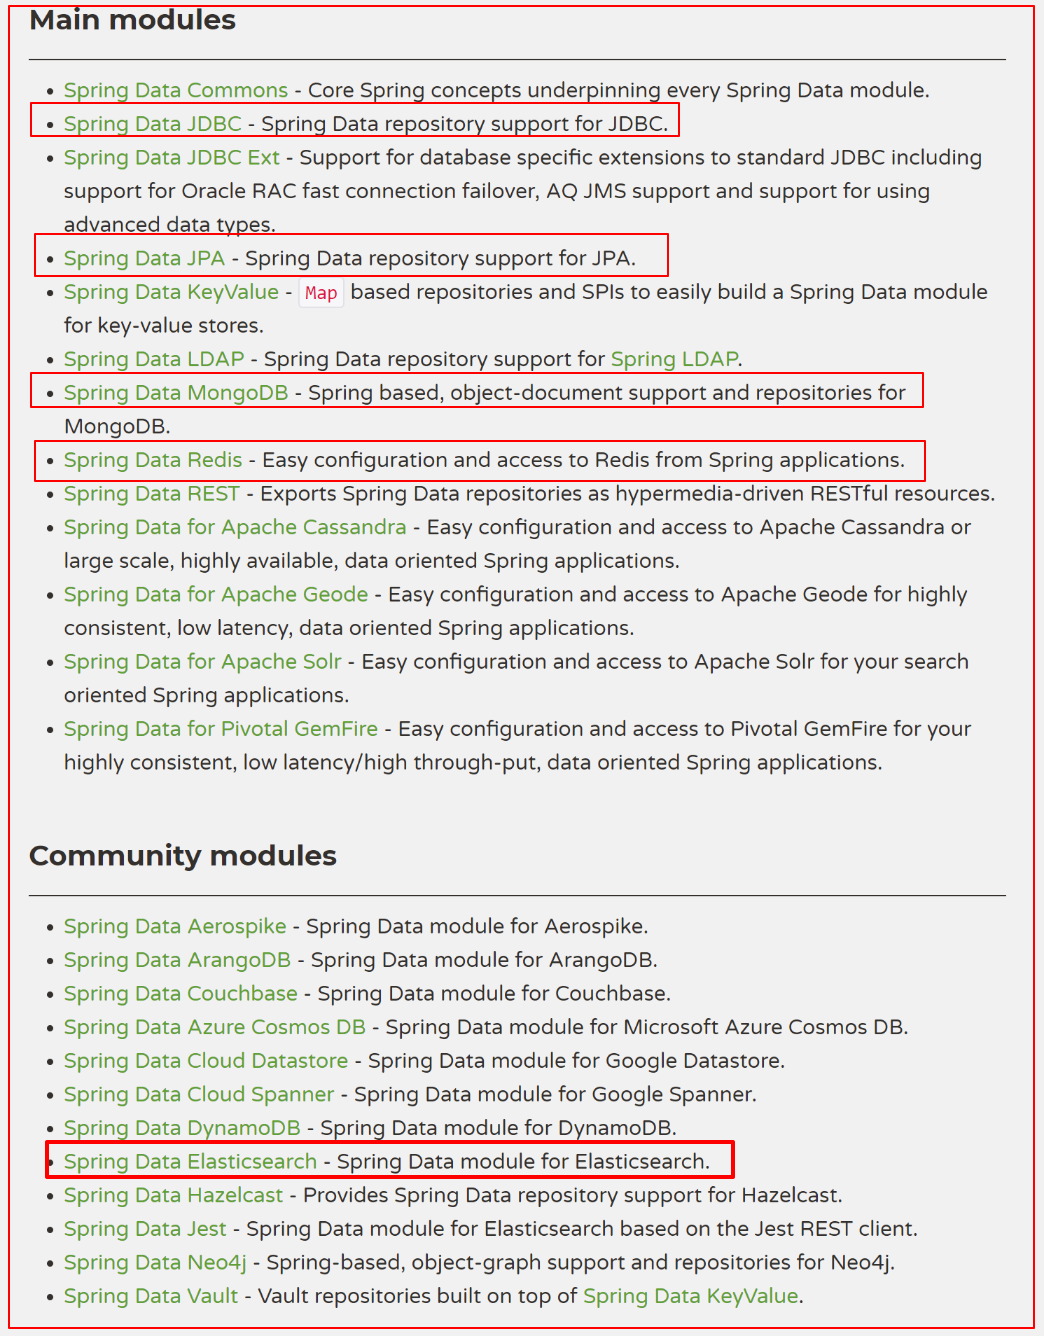 Main modules
Spring Data Commons - Core Spring concepts underpinning every Spring Data module.
Spring Data JDBC - Spring Data repository support for JDBC.
Spring Data JDBC Ext - Support for database specific extensions to standard JDBC including
support for Oracle RAC fast connection failover, AQ JMS support and support for using
advanced data types.
Spring Data JPA - Spring Data repository support for JPA.
Spring Data KeyValue - Map based repositories and SPIs to easily build a Spring Data module
for key-value stores.
Spring Data LDAP - Spring Data repository support for Spring LDAP.
Spring Data MongoDB - Spring based, object-document support and repositories for
MongoDB.
Spring Data Redis - Easy configuration and access to Redis from Spring applications.
Spring Data REST - Exports Spring Data repositories as hypermedia-driven RESTful resources.
Spring Data for Apache Cassandra - Easy configuration and access to Apache Cassandra or
large scale, highly available, data oriented Spring applications.
Spring Data for Apache Geode - Easy configuration and access to Apache Geode for highly
consistent, low latency, data oriented Spring applications.
Spring Data for Apache Solr - Easy configuration and access to Apache Solr for your search
oriented Spring applications.
Spring Data for Pivotal GemFire - Easy configuration and access to Pivotal GemFire for your
highly consistent, low latency/high through-put, data oriented Spring applications.
Community modules
Spring Data Aerospike - Spring Data module for Aerospike.
Spring Data ArangoDB - Spring Data module for ArangoDB.
Spring Data Couchbase - Spring Data module for Couchbase.
Spring Data Azure Cosmos DB - Spring Data module for Microsoft Azure Cosmos DB.
Spring Data Cloud Datastore - Spring Data module for Google Datastore.
Spring Data Cloud Spanner - Spring Data module for Google Spanner.
Spring Data DynamoDB - Spring Data module for DynamoDB.
Spring Data Elasticsearch - Spring Data module for Elasticsearch.
Spring Data Hazelcast - Provides Spring Data repository support for Hazelcast.
Spring Data Jest - Spring Data module for Elasticsearch based on the Jest REST client.
Spring Data Neo4j - Spring-based, object-graph support and repositories for Neo4j.
Spring Data Vault - Vault repositories built on top of Spring Data KeyValue.